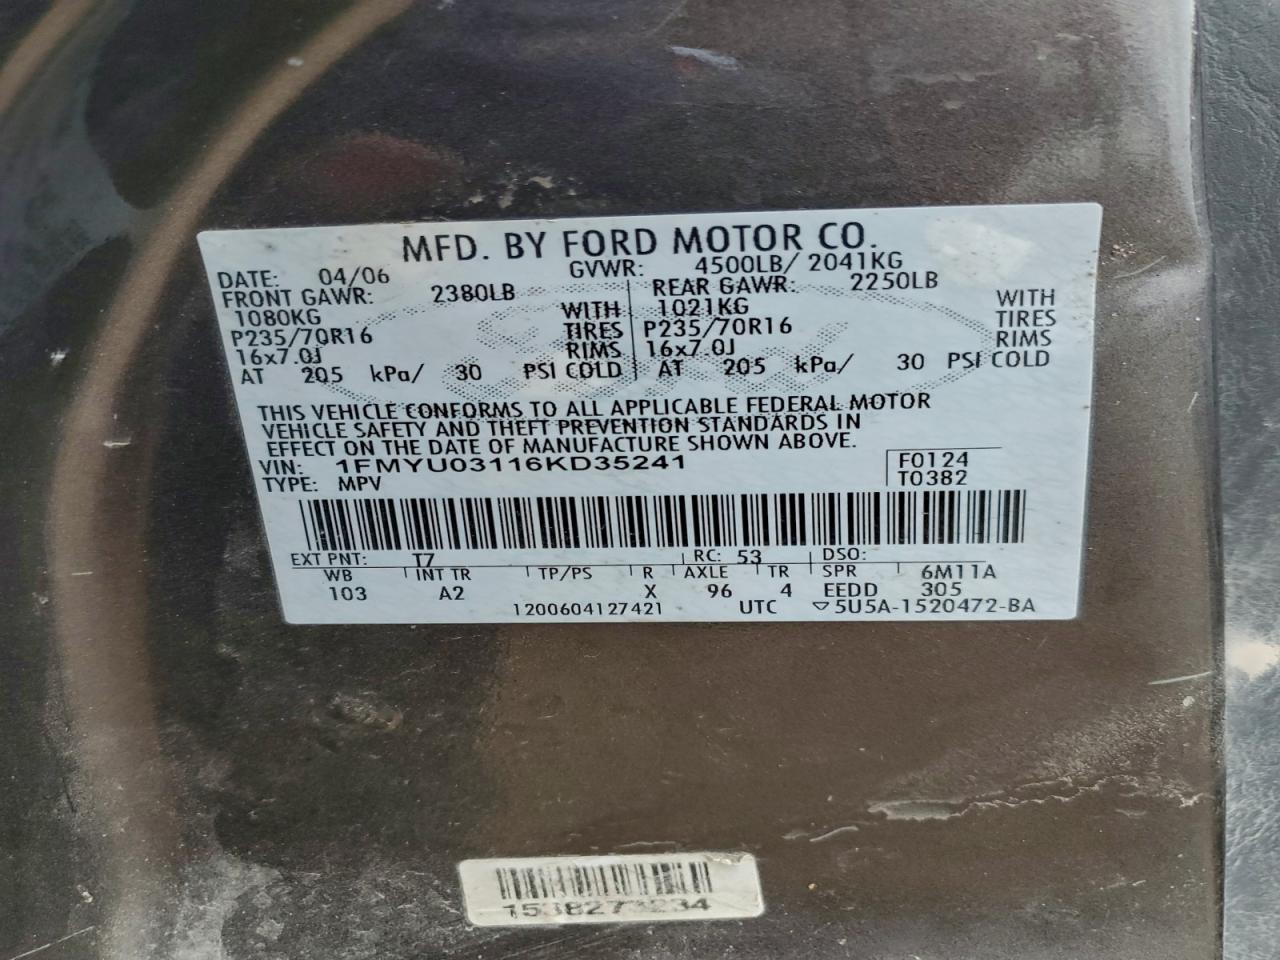 MFD. BY FORD MOTOR CO.
DATE: 04/06 GVWR: 4500LB/ 2041KG
FRONT GAWR: 2380LB REAR GAWR: 2250LB
1080KG WITH 1021KG WITH
P235/70R16 TIRES P235/70R16 TIRES
16x7.0J RIMS 16x7.0J RIMS
AT 205 kPa/ 30 PSI COLD AT 205 kPa/ 30 PSI COLD
THIS VEHICLE CONFORMS TO ALL APPLICABLE FEDERAL MOTOR
VEHICLE SAFETY AND THEFT PREVENTION STANDARDS IN
EFFECT ON THE DATE OF MANUFACTURE SHOWN ABOVE.
VIN: 1FMYU03116KD35241 F0124
TYPE: MPV T0382
EXT PNT: T7 RC: 53 DSO:
WB INT TR TP/PS R AXLE TR SPR 6M11A
103 A2 X 96 4 EEDD 305
1200604127421 UTC ▽5U5A-1520472-BA
1538273234